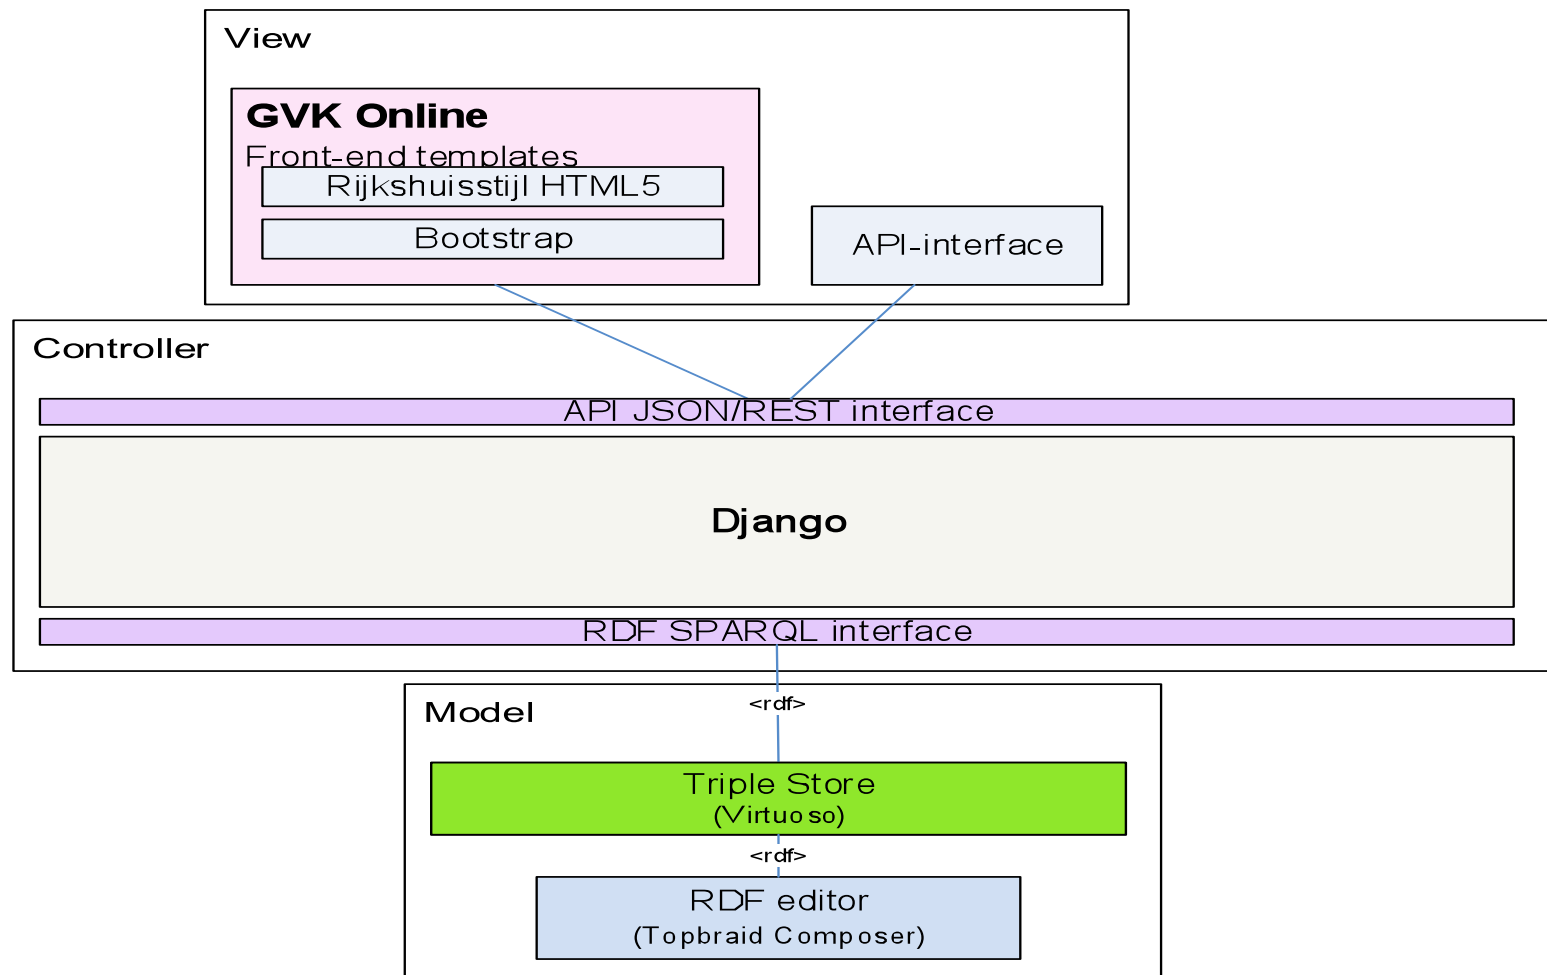 View
GVK Online
Front-end templates
Rijkshuisstijl HTML5
Bootstrap
API-interface
Controller
API JSON/REST interface
Django
RDF SPARQL interface
<rdf>
Model
Triple Store
(Virtuoso)
<rdf>
RDF editor
(Topbraid Composer)